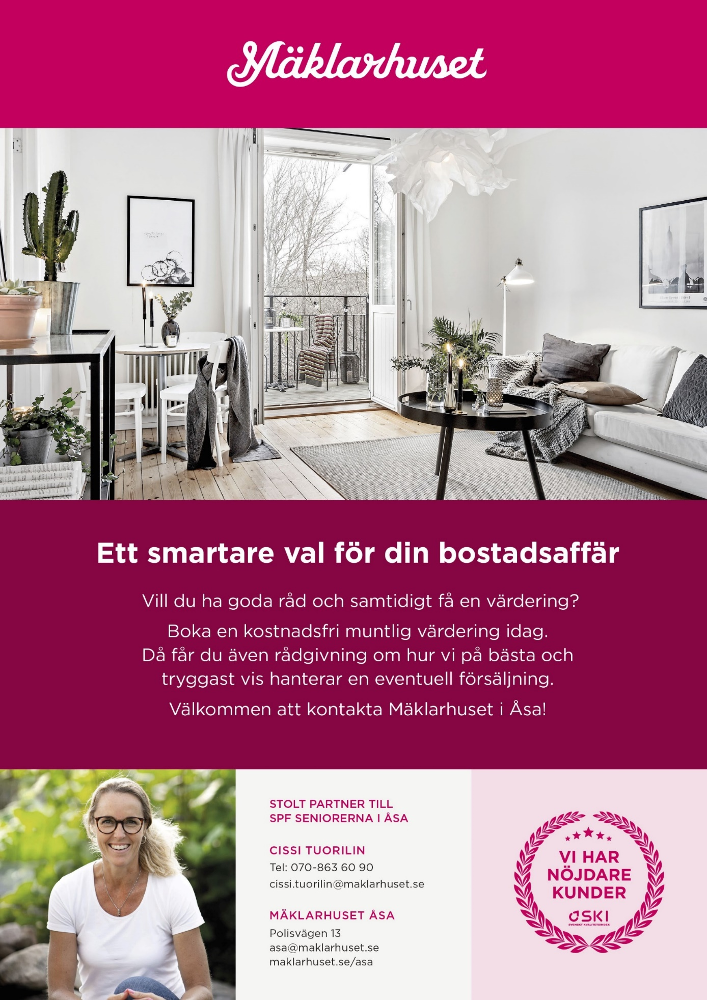 Mäklarhuset
Ett smartare val för din bostadsaffär
Vill du ha goda råd och samtidigt få en värdering?
Boka en kostnadsfri muntlig värdering idag.
Då får du även rådgivning om hur vi på bästa och
tryggast vis hanterar en eventuell försäljning.
Välkommen att kontakta Mäklarhuset i Åsa!
STOLT PARTNER TILL
SPF SENIORERNA I ÅSA
CISSI TUORILIN
Tel: 070-863 60 90
cissi.tuorilin@maklarhuset.se
MÄKLARHUSET ÅSA
Polisvägen 13
asa@maklarhuset.se
maklarhuset.se/asa
VI HAR
NÖJDARE
KUNDER
SKI
SVENSKT KVALITETSINDEX